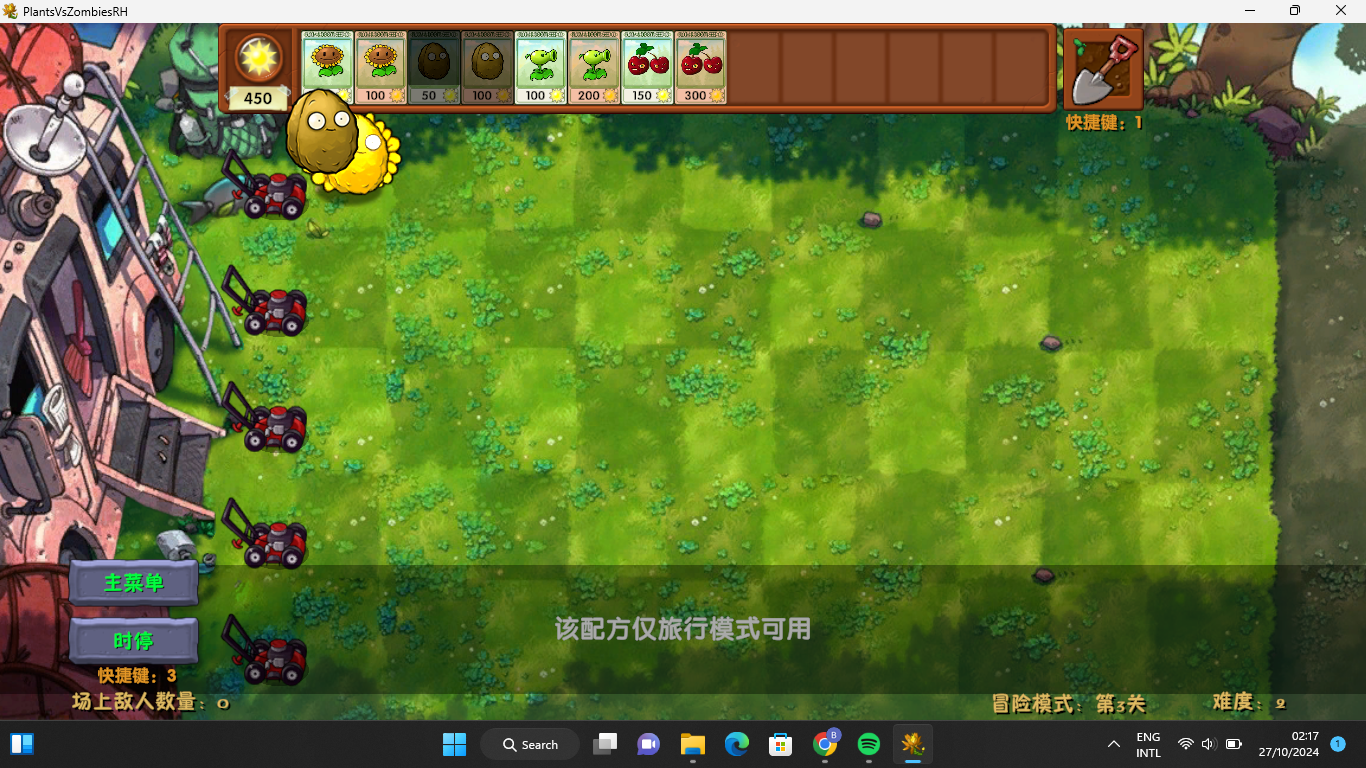 PlantsVsZombiesRH
450
100
50
100
100
200
150
300
快捷键：1
主菜单
时停
快捷键：3
该配方仅旅行模式可用
场上敌人数量：0
冒险模式：第3关
难度：2
Search
B
ENG
INTL
02:17
27/10/2024
1